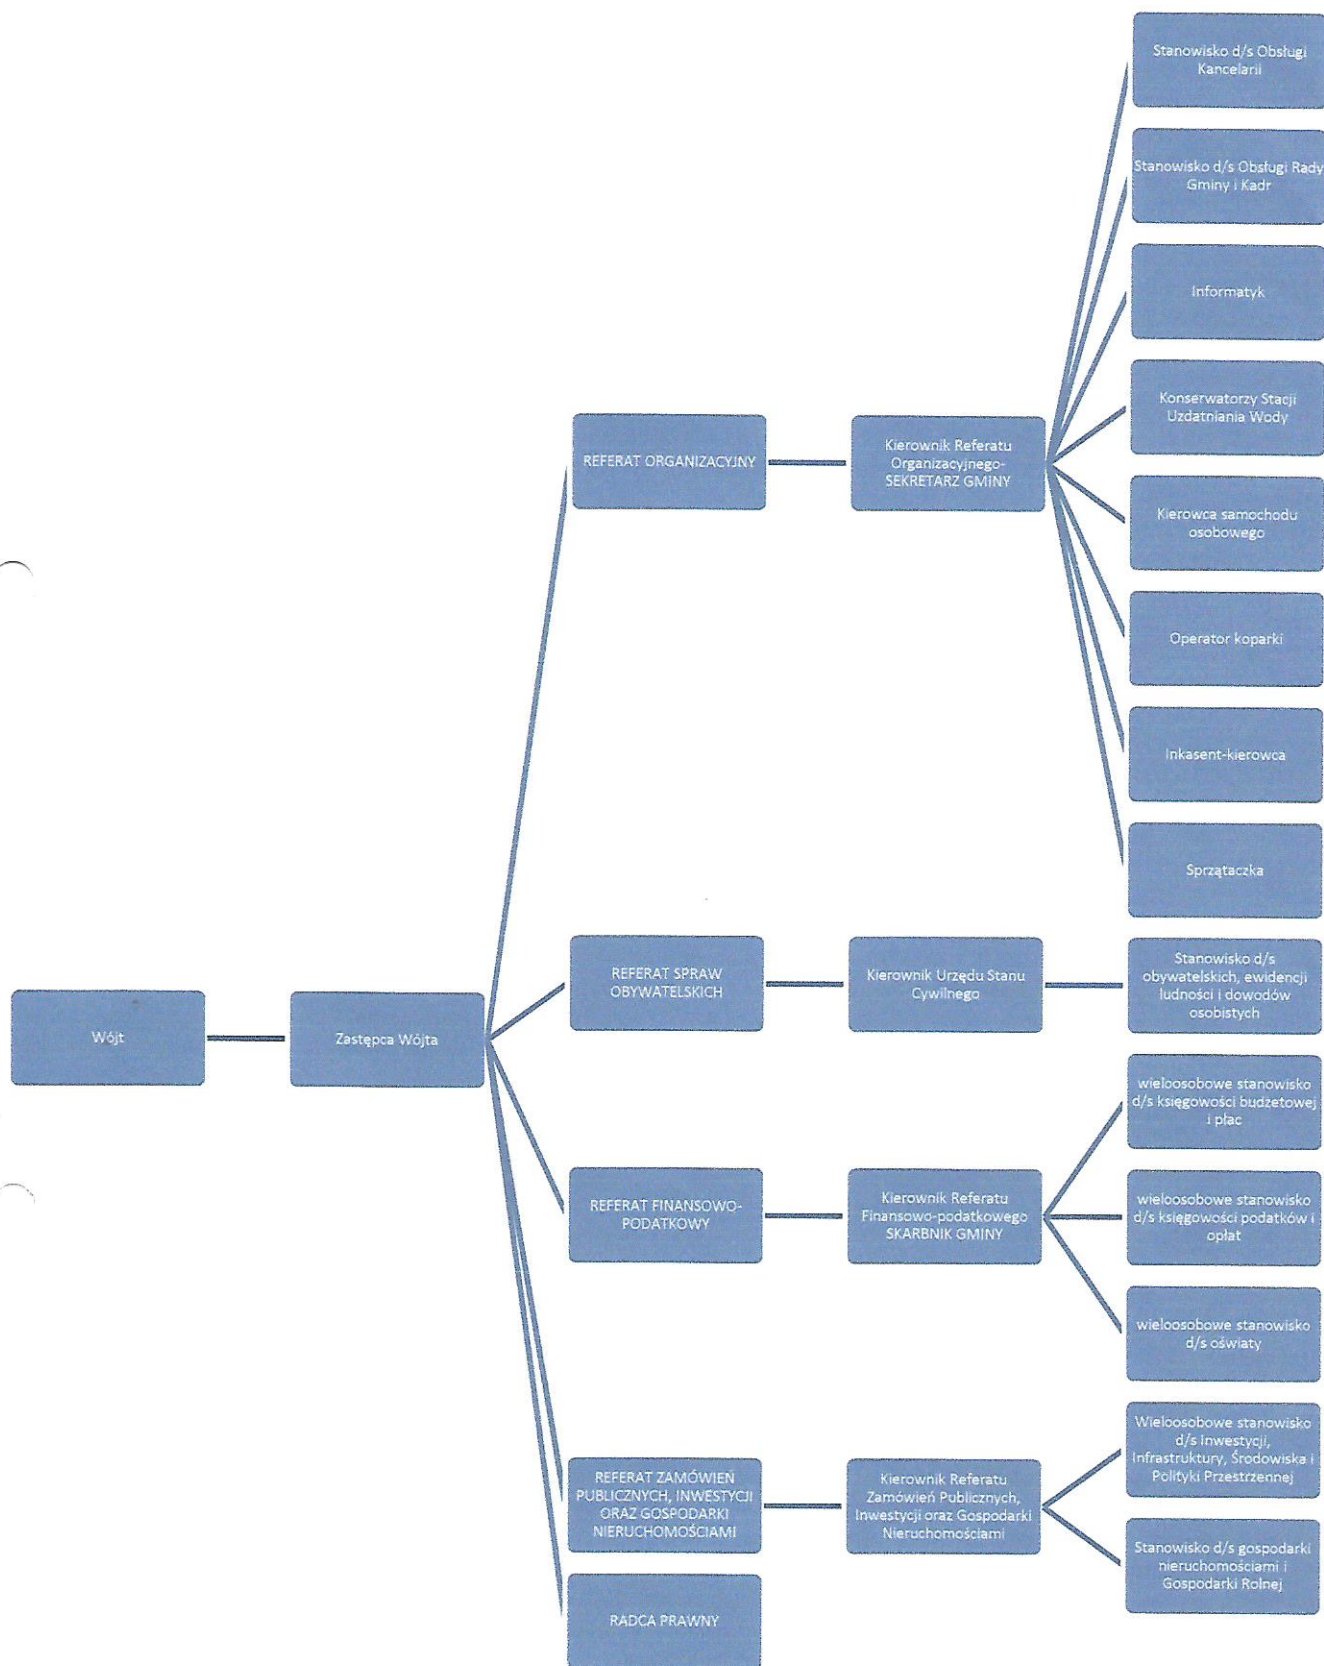 Wójt
Zastępca Wójta
REFERAT ORGANIZACYJNY
Kierownik Referatu
Organizacyjnego-
SEKRETARZ GMINY
Stanowisko d/s Obsługi
Kancelarii
Stanowisko d/s Obsługi Rady
Gminy i Kadr
Informatyk
Konserwatorzy Stacji
Uzdatniania Wody
Kierowca samochodu
osobowego
Operator koparki
Inkasent-kierowca
Sprzątaczka
REFERAT SPRAW
OBYWATELSKICH
Kierownik Urzędu Stanu
Cywilnego
Stanowisko d/s
obywatelskich, ewidencji
ludności i dowodów
osobistych
REFERAT FINANSOWO-
PODATKOWY
Kierownik Referatu
Finansowo-podatkowego
SKARBNIK GMINY
wieloosobowe stanowisko
d/s księgowości budżetowej
i płac
wieloosobowe stanowisko
d/s księgowości podatków i
opłat
wieloosobowe stanowisko
d/s oświaty
REFERAT ZAMÓWIEŃ
PUBLICZNYCH, INWESTYCJI
ORAZ GOSPODARKI
NIERUCHOMOŚCIAMI
Kierownik Referatu
Zamówień Publicznych,
Inwestycji oraz Gospodarki
Nieruchomościami
Wieloosobowe stanowisko
d/s Inwestycji,
Infrastruktury, Środowiska i
Polityki Przestrzennej
Stanowisko d/s gospodarki
nieruchomościami i
Gospodarki Rolnej
RADCA PRAWNY